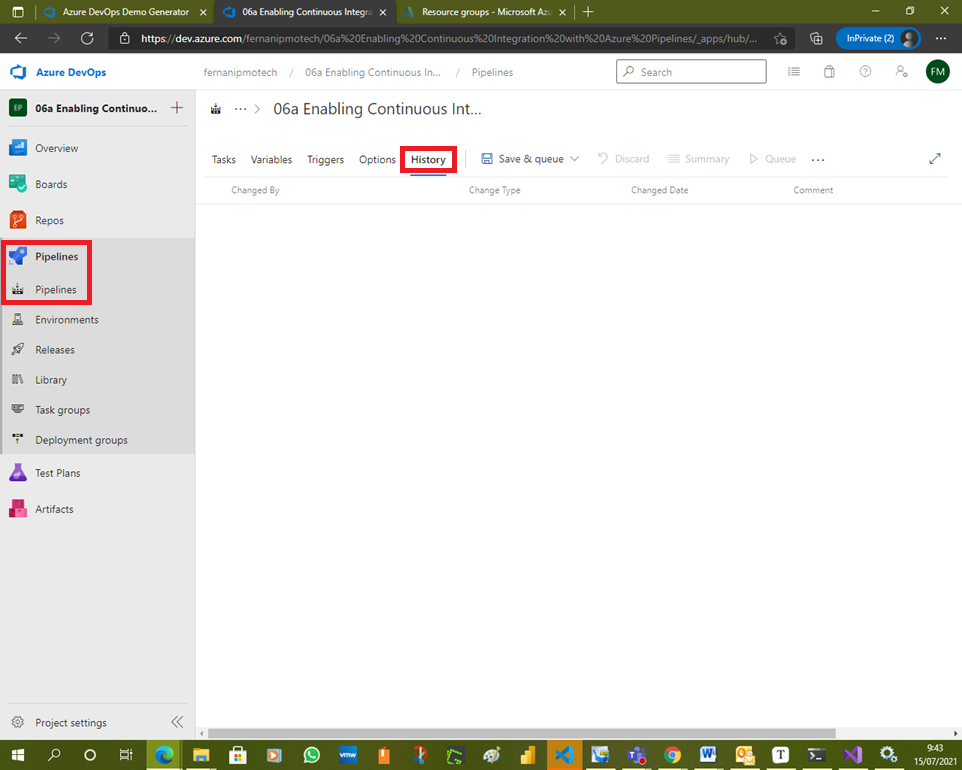 Azure DevOps Demo Generator
06a Enabling Continuous Integra
Resource groups - Microsoft Azu
https://dev.azure.com/fernanipmotech/06a%20Enabling%20Continuous%20Integration%20with%20Azure%20Pipelines/_apps/hub/...
InPrivate (2)
Azure DevOps
fernanipmotech / 06a Enabling Continuous In... / Pipelines
Search
FM
EP
06a Enabling Continuo...
06a Enabling Continuous Int...
Overview
Boards
Repos
Pipelines
Pipelines
Environments
Releases
Library
Task groups
Deployment groups
Test Plans
Artifacts
Project settings
Tasks Variables Triggers Options History Save & queue Discard Summary Queue ...
Changed By Change Type Changed Date Comment
vmw
9:43
15/07/2021